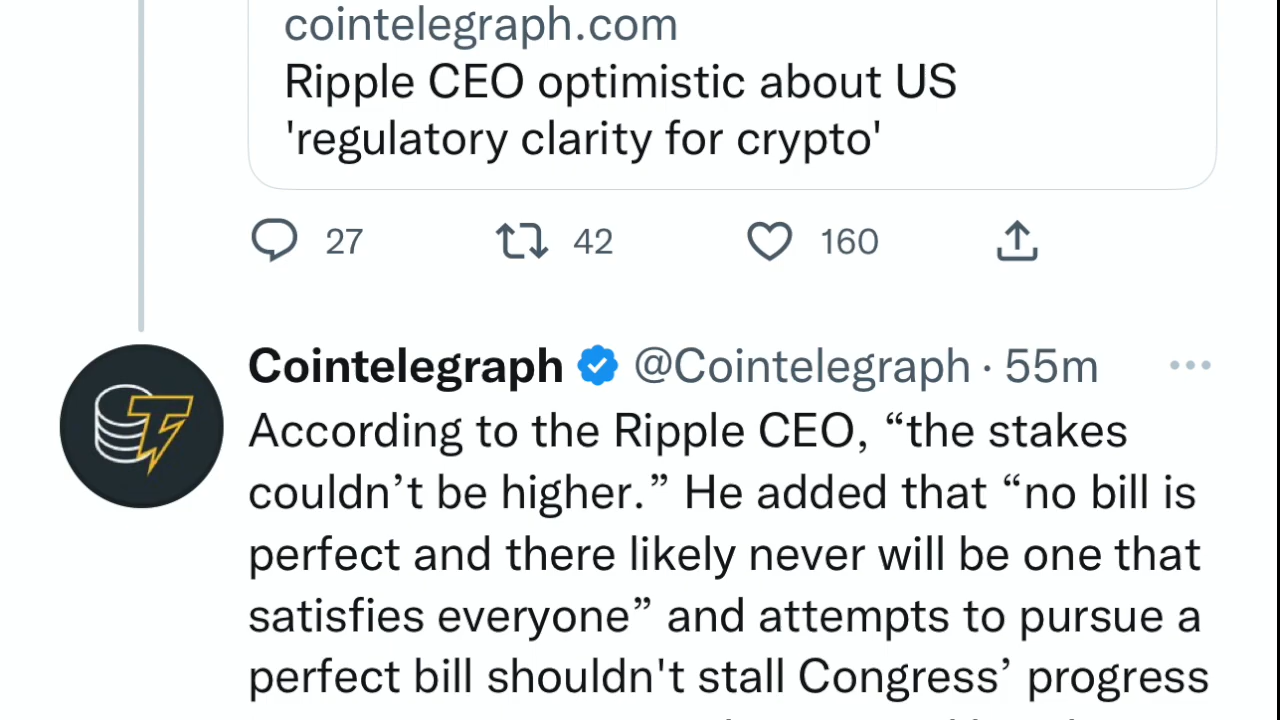 cointelegraph.com
Ripple CEO optimistic about US
'regulatory clarity for crypto'
27 42 160
Cointelegraph @Cointelegraph · 55m
According to the Ripple CEO, “the stakes
couldn’t be higher.” He added that “no bill is
perfect and there likely never will be one that
satisfies everyone” and attempts to pursue a
perfect bill shouldn't stall Congress’ progress